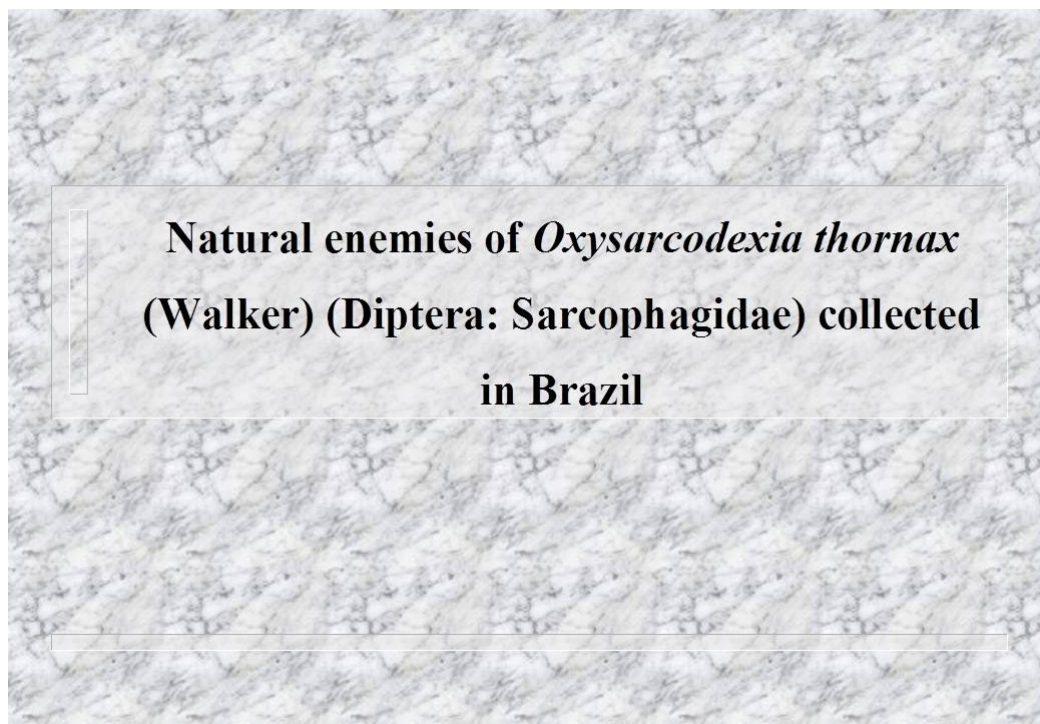 Natural enemies of Oxysarcodexia thornax
(Walker) (Diptera: Sarcophagidae) collected
in Brazil